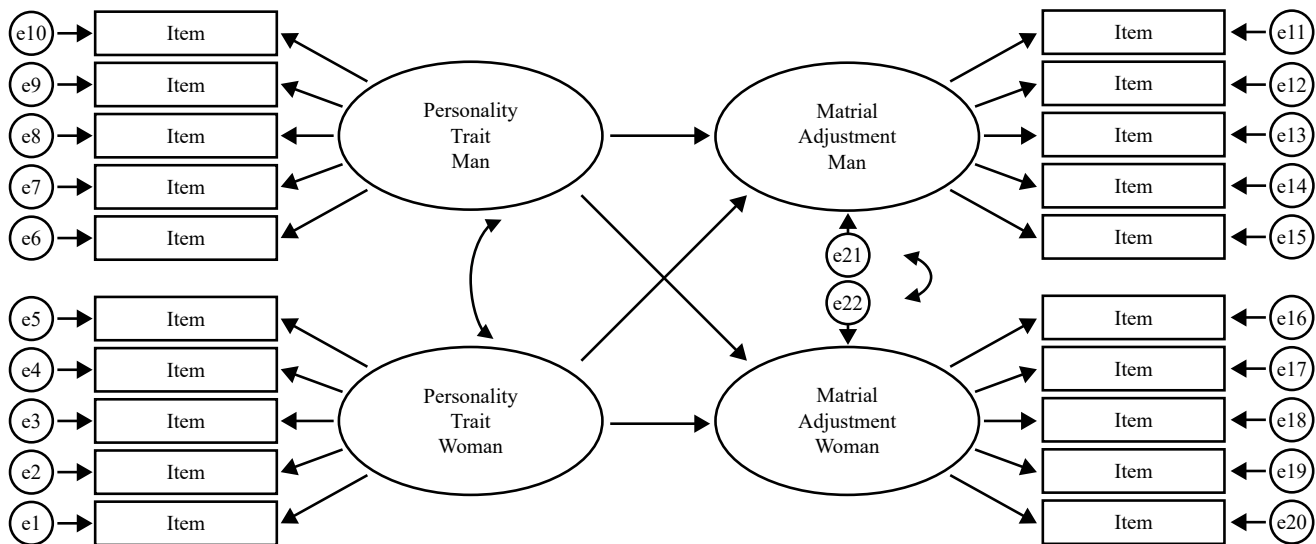 e10 Item
e9 Item
e8 Item
e7 Item
e6 Item
Personality
Trait
Man
Matrial
Adjustment
Man
Item e11
Item e12
Item e13
Item e14
Item e15
e21
e22
e5 Item
e4 Item
e3 Item
e2 Item
e1 Item
Personality
Trait
Woman
Matrial
Adjustment
Woman
Item e16
Item e17
Item e18
Item e19
Item e20